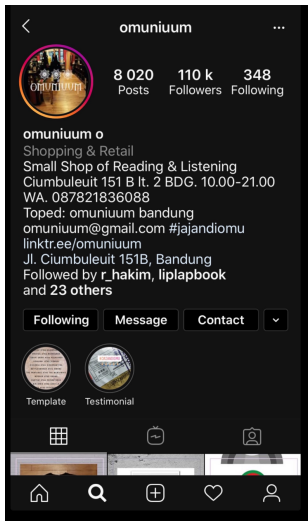 omuniuum
OMUNIUUM
8 020 110 k 348
Posts Followers Following
omuniuum o
Shopping & Retail
Small Shop of Reading & Listening
Ciumbuleuit 151 B lt. 2 BDG. 10.00-21.00
WA. 087821836088
Toped: omuniuum bandung
omuniuum@gmail.com #jajandiomu
linktr.ee/omuniuum
Jl. Ciumbuleuit 151B, Bandung
Followed by r_hakim, liplapbook
and 23 others
Following Message Contact
Template Testimonial